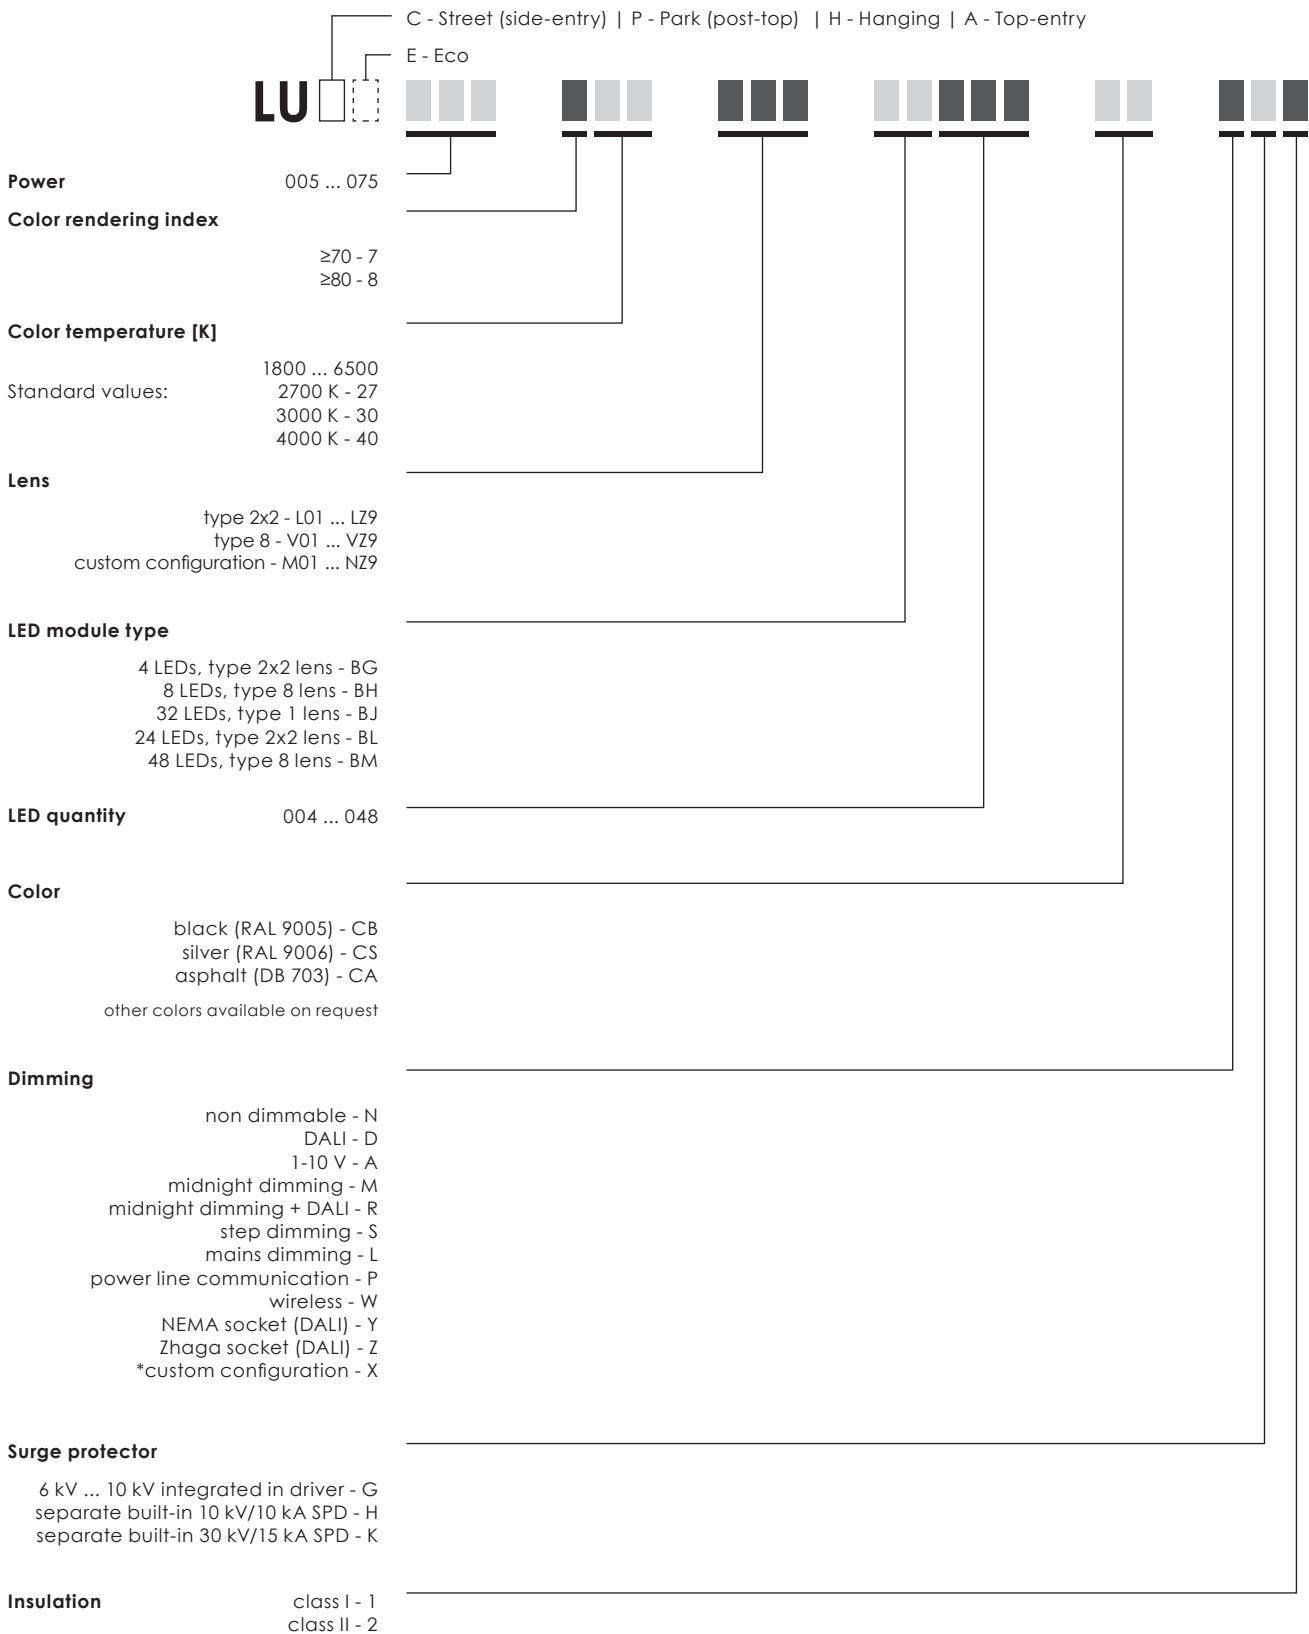 C - Street (side-entry) | P - Park (post-top) | H - Hanging | A - Top-entry
E - Eco
LU
Power 005 ... 075
Color rendering index
≥70 - 7
≥80 - 8
Color temperature [K]
1800 ... 6500
Standard values: 2700 K - 27
3000 K - 30
4000 K - 40
Lens
type 2x2 - L01 ... LZ9
type 8 - V01 ... VZ9
custom configuration - M01 ... NZ9
LED module type
4 LEDs, type 2x2 lens - BG
8 LEDs, type 8 lens - BH
32 LEDs, type 1 lens - BJ
24 LEDs, type 2x2 lens - BL
48 LEDs, type 8 lens - BM
LED quantity 004 ... 048
Color
black (RAL 9005) - CB
silver (RAL 9006) - CS
asphalt (DB 703) - CA
other colors available on request
Dimming
non dimmable - N
DALI - D
1-10 V - A
midnight dimming - M
midnight dimming + DALI - R
step dimming - S
mains dimming - L
power line communication - P
wireless - W
NEMA socket (DALI) - Y
Zhaga socket (DALI) - Z
*custom configuration - X
Surge protector
6 kV ... 10 kV integrated in driver - G
separate built-in 10 kV/10 kA SPD - H
separate built-in 30 kV/15 kA SPD - K
Insulation class I - 1
class II - 2